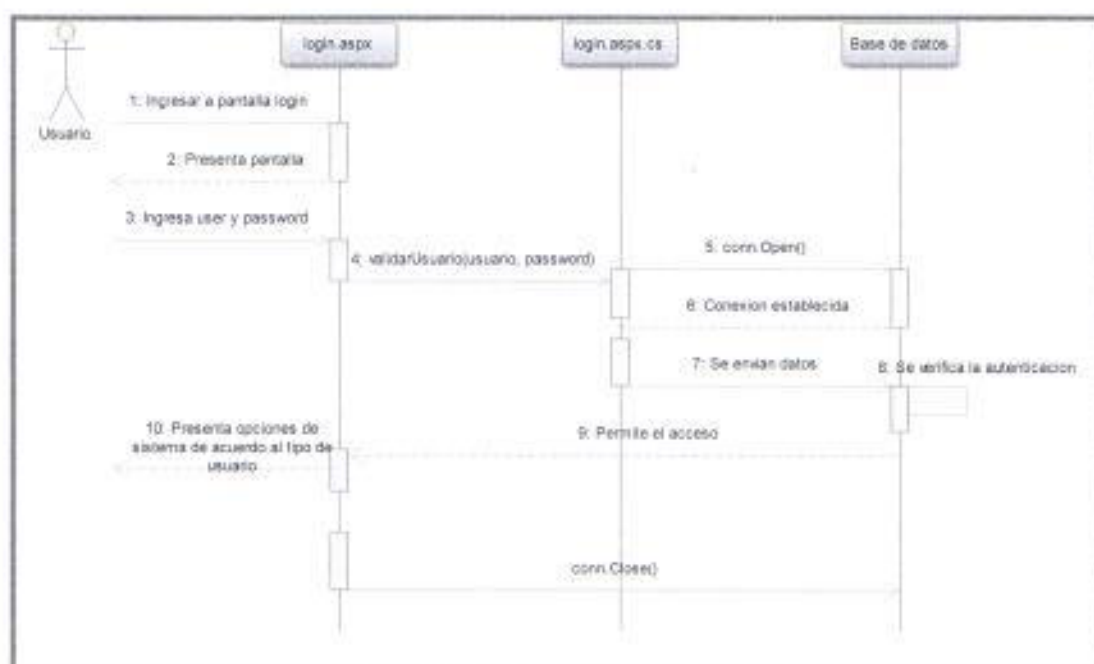 login.aspx
login.aspx.cs
Base de datos
Usuario
1: Ingresar a pantalla login
2: Presenta pantalla
3: Ingresa user y password
4: validarUsuario(usuario, password)
5: conn.Open()
6: Conexion establecida
7: Se envian datos
8: Se verifica la autenticacion
9: Permite el acceso
10: Presenta opciones de
sistema de acuerdo al tipo de
usuario
conn.Close()